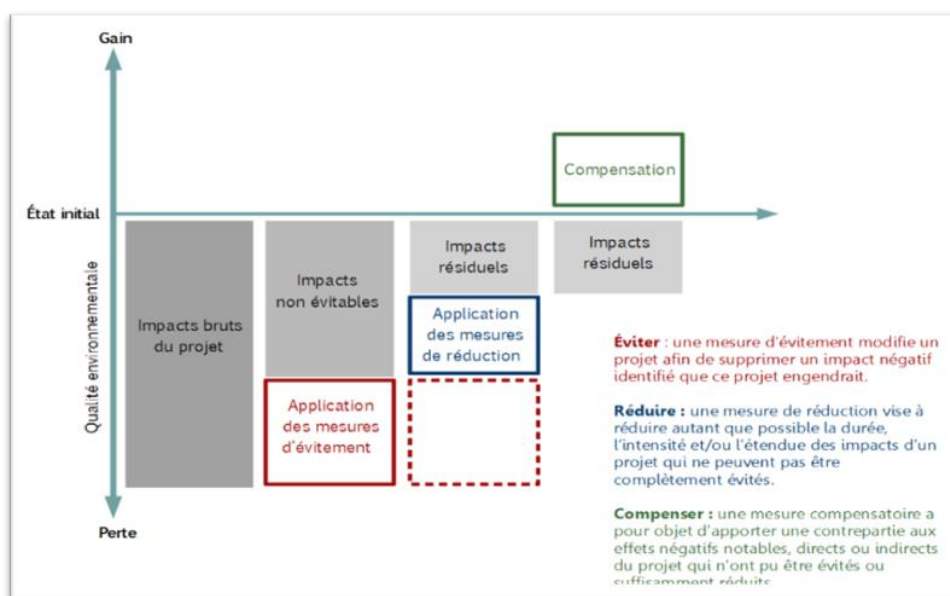 Gain
Compensation
État initial
Qualité environnementale
Impacts bruts
du projet
Impacts
non évitables
Application
des mesures
d'évitement
Impacts
résiduels
Application
des mesures
de réduction
Impacts
résiduels
Perte
Éviter : une mesure d'évitement modifie un
projet afin de supprimer un impact négatif
identifié que ce projet engendrait.
Réduire : une mesure de réduction vise à
réduire autant que possible la durée,
l'intensité et/ou l'étendue des impacts d'un
projet qui ne peuvent pas être
complètement évités.
Compenser : une mesure compensatoire a
pour objet d'apporter une contrepartie aux
effets négatifs notables, directs ou indirects
du projet qui n'ont pu être évités ou
suffisamment réduits